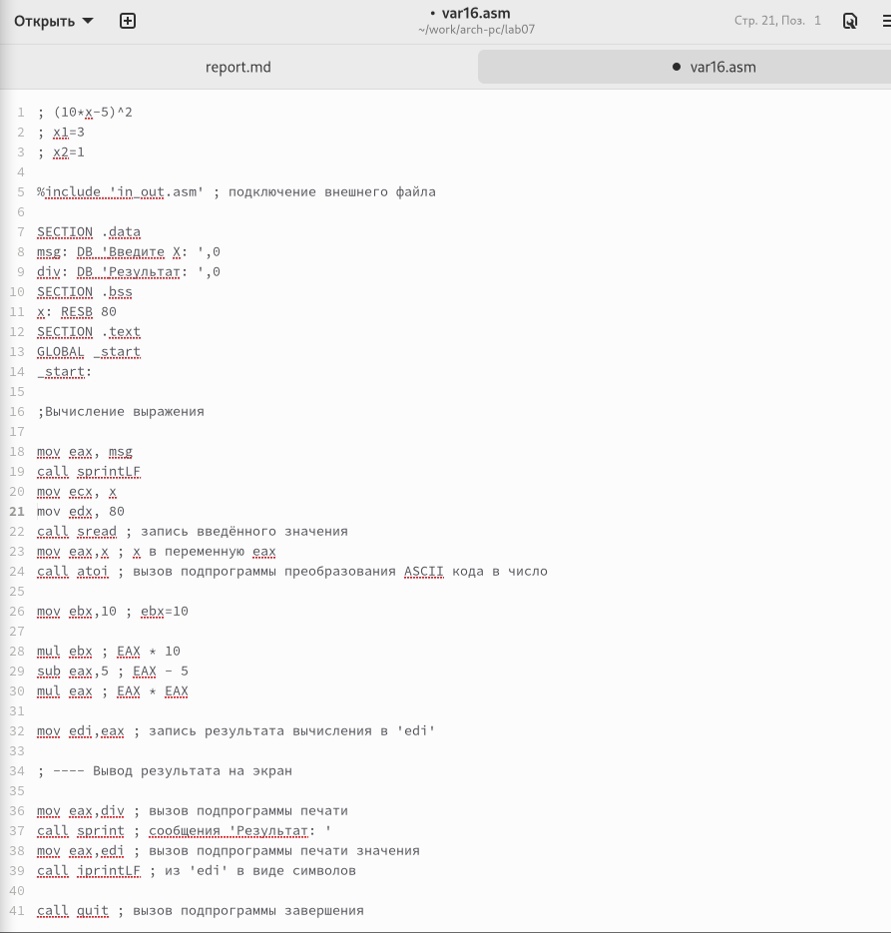 Открыть
• var16.asm
~/work/arch-pc/lab07
Стр. 21, Поз. 1
report.md
● var16.asm
1 ; (10*x-5)^2
2 ; x1=3
3 ; x2=1
4
5 %include 'in_out.asm' ; подключение внешнего файла
6
7 SECTION .data
8 msg: DB 'Введите X: ',0
9 div: DB 'Результат: ',0
10 SECTION .bss
11 x: RESB 80
12 SECTION .text
13 GLOBAL _start
14 _start:
15
16 ;Вычисление выражения
17
18 mov eax, msg
19 call sprintLF
20 mov ecx, x
21 mov edx, 80
22 call sread ; запись введённого значения
23 mov eax,x ; x в переменную eax
24 call atoi ; вызов подпрограммы преобразования ASCII кода в число
25
26 mov ebx,10 ; ebx=10
27
28 mul ebx ; EAX * 10
29 sub eax,5 ; EAX - 5
30 mul eax ; EAX * EAX
31
32 mov edi,eax ; запись результата вычисления в 'edi'
33
34 ; ---- Вывод результата на экран
35
36 mov eax,div ; вызов подпрограммы печати
37 call sprint ; сообщения 'Результат: '
38 mov eax,edi ; вызов подпрограммы печати значения
39 call iprintLF ; из 'edi' в виде символов
40
41 call quit ; вызов подпрограммы завершения